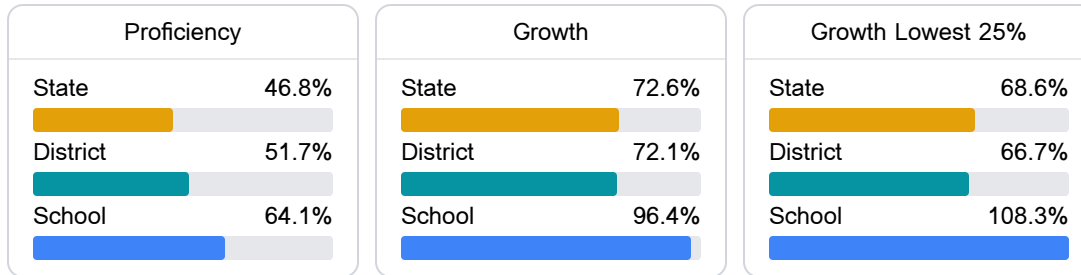 Proficiency
State 46.8%
District 51.7%
School 64.1%
Growth
State 72.6%
District 72.1%
School 96.4%
Growth Lowest 25%
State 68.6%
District 66.7%
School 108.3%